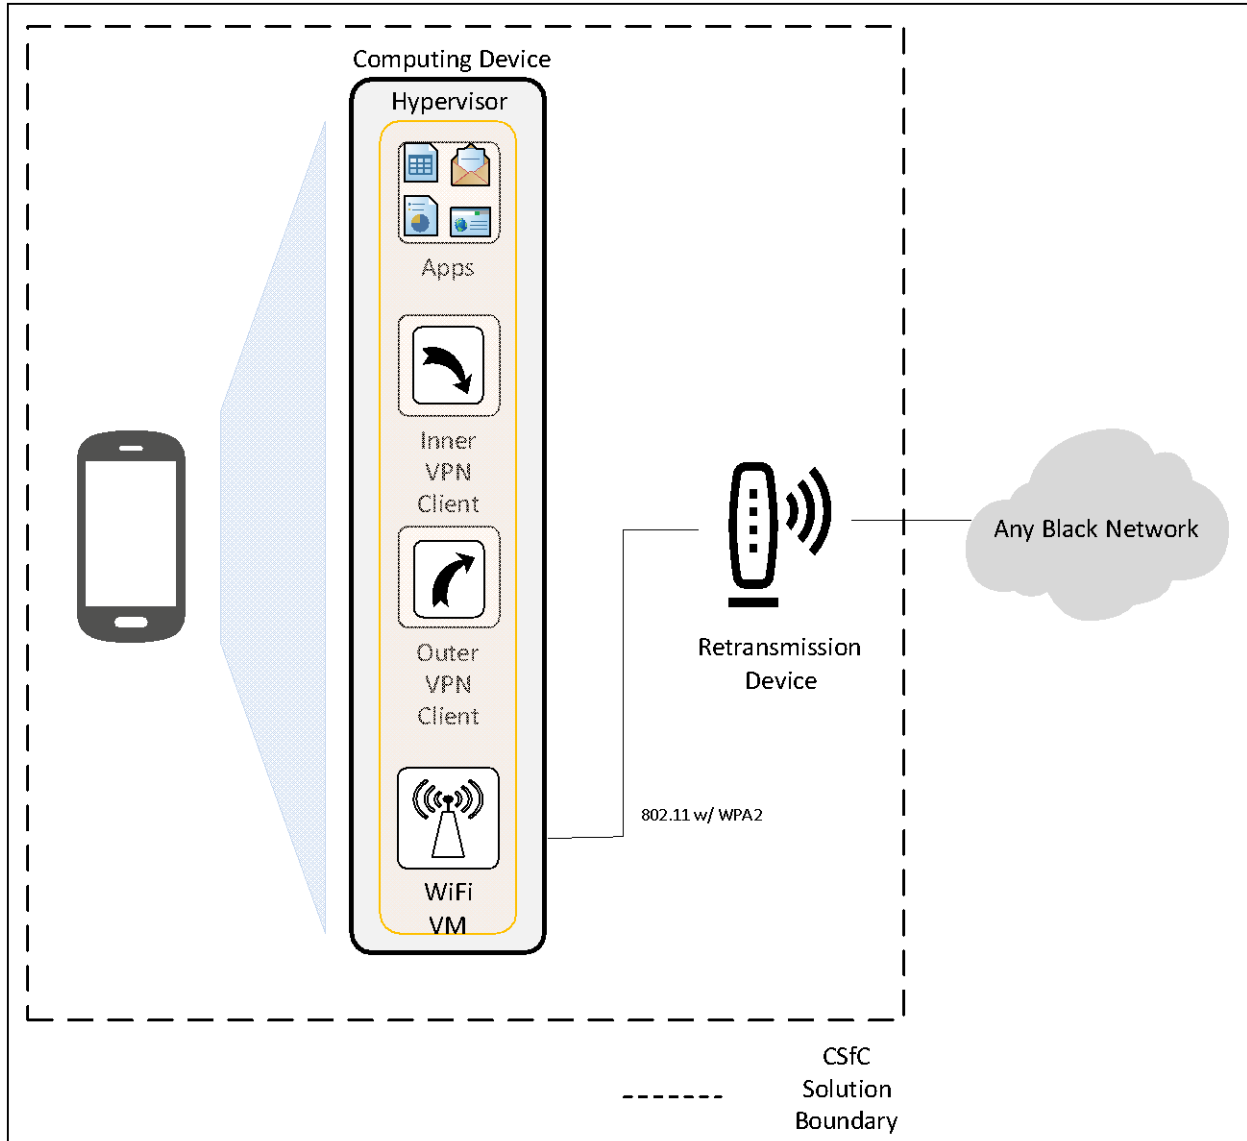 Computing Device
Hypervisor
Apps
Inner
VPN
Client
Outer
VPN
Client
WiFi
VM
802.11 w/ WPA2
Retransmission
Device
Any Black Network
CSfC
Solution
Boundary